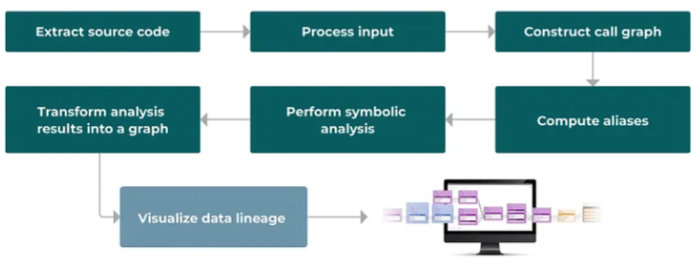 Extract source code
Process input
Construct call graph
Compute aliases
Perform symbolic
analysis
Transform analysis
results into a graph
Visualize data lineage